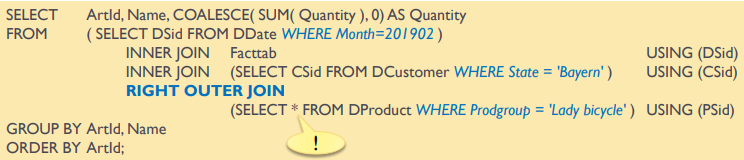 SELECT ArtId, Name, COALESCE( SUM( Quantity ), 0) AS Quantity
FROM ( SELECT DSid FROM DDate WHERE Month=201902 )
INNER JOIN Facttab USING (DSid)
INNER JOIN (SELECT CSid FROM DCustomer WHERE State = 'Bayern' ) USING (CSid)
RIGHT OUTER JOIN
(SELECT * FROM DProduct WHERE Prodgroup = 'Lady bicycle' ) USING (PSid)
GROUP BY ArtId, Name
!
ORDER BY ArtId;